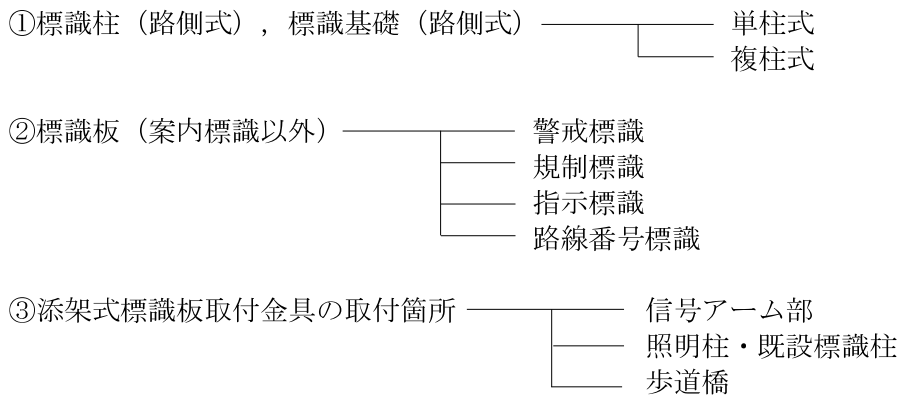 ①標識柱（路側式），標識基礎（路側式） 単柱式
複柱式
②標識板（案内標識以外） 警戒標識
規制標識
指示標識
路線番号標識
③添架式標識板取付金具の取付箇所 信号アーム部
照明柱・既設標識柱
歩道橋